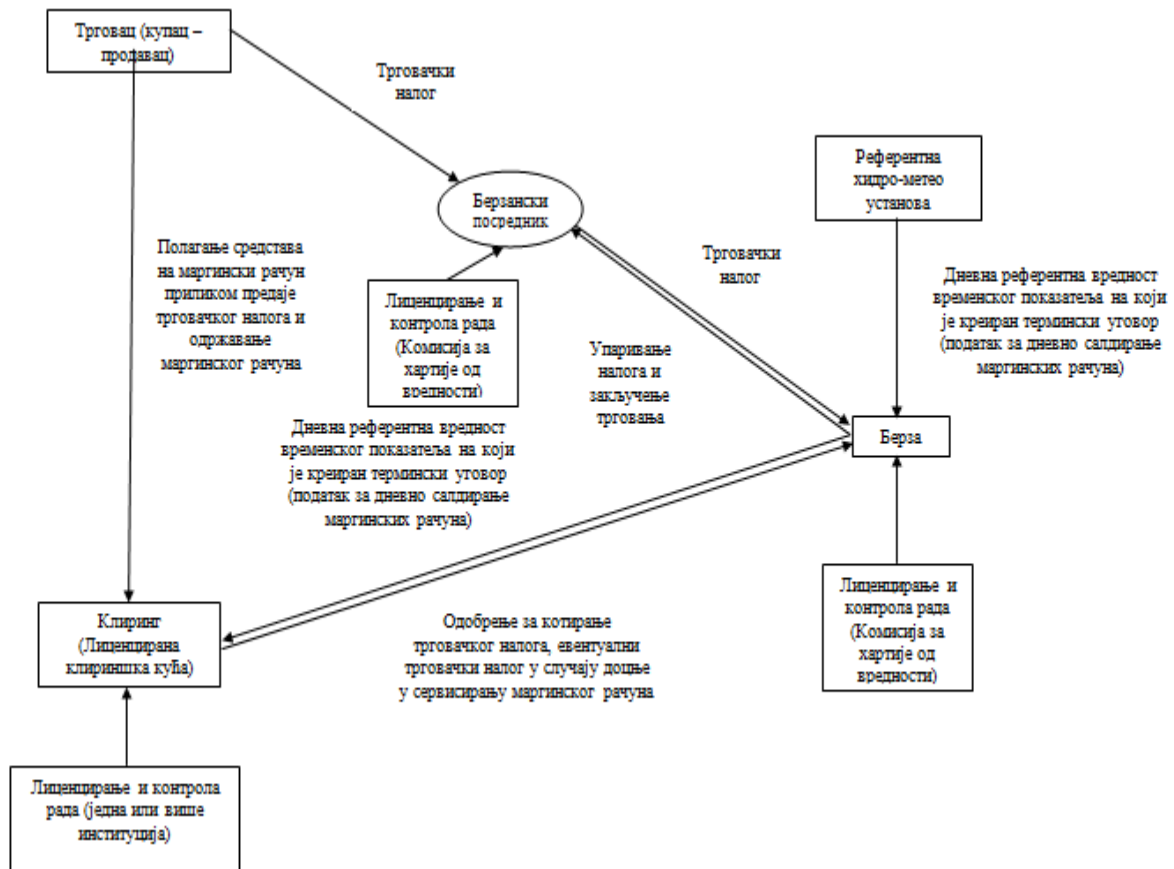 Трговац (купац –
продавац)
Трговачки
налог
Референтна
хидро-метео
установа
Берзански
посредник
Полагање средстава
на маргински рачун
приликом предаје
трговачког налога и
одржавање
маргинског рачуна
Трговачки
налог
Дневна референтна вредност
временског показатеља на који
је креиран термински уговор
(податак за дневно салдирање
маргинских рачуна)
Лиценцирање и
контрола рада
(Комисија за
хартије од
вредности)
Упаривање
налога и
закључење
трговања
Дневна референтна вредност
временског показатеља на који
је креиран термински уговор
(податак за дневно салдирање
маргинских рачуна)
Берза
Лиценцирање и
контрола рада
(Комисија за
хартије од
вредности)
Клиринг
(Лиценцирана
клириншка кућа)
Одобрење за котирање
трговачког налога, евентуални
трговачки налог у случају доцње
у сервисирању маргинског рачуна
Лиценцирање и контрола
рада (једна или више
институција)